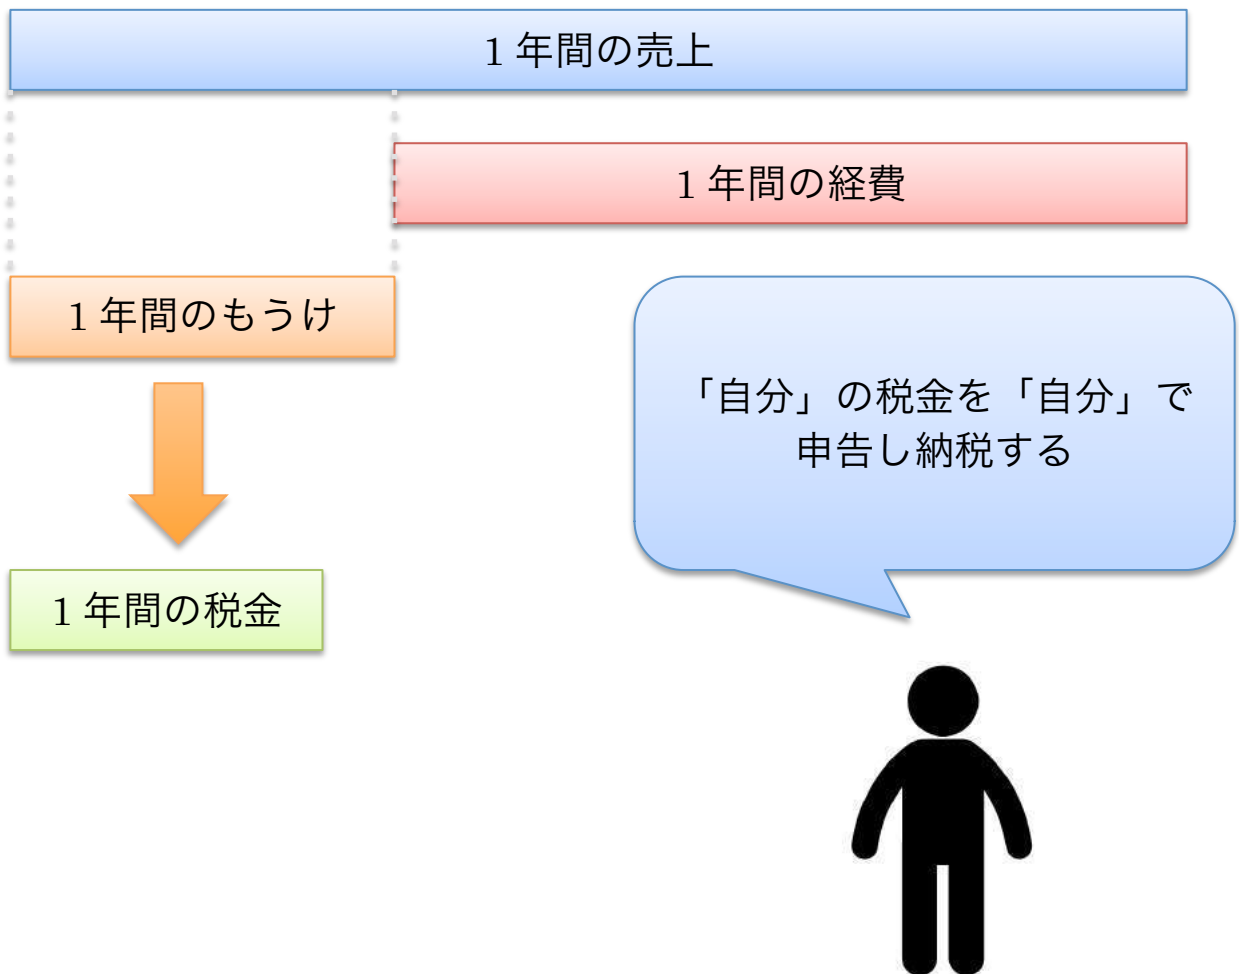 1年間の売上
1年間の経費
1年間のもうけ
「自分」の税金を「自分」で
申告し納税する
1年間の税金